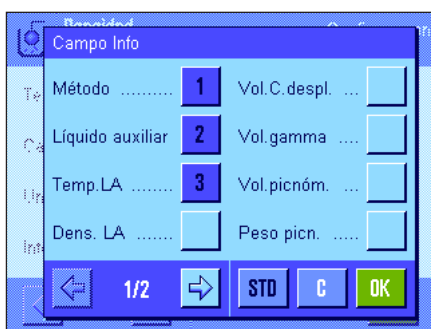 Densidad
Campo Info
Método .......... 1
Vol.C.despl. ...
Líquido auxiliar 2
Vol.gamma ....
Temp.LA ........ 3
Vol.picnóm. ...
Dens. LA .......
Peso picn. .....
1/2
STD
C
OK